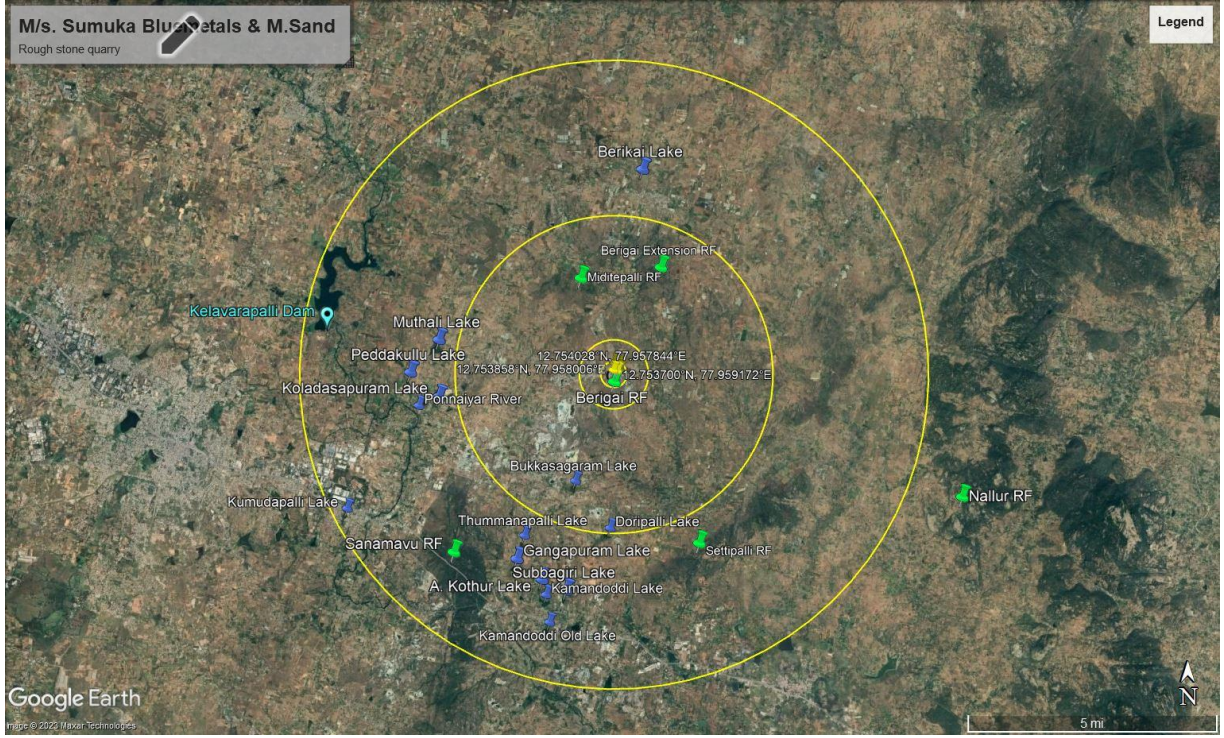 M/s. Sumuka Bluemetals & M.Sand
Rough stone quarry
Legend
Berikai Lake
Berigai Extension RF
Miditepalli RF
Kelavarapalli Dam
Muthali Lake
Peddakullu Lake
12.754028°N, 77.957844°E
12.753858°N, 77.958006°E
12.753700°N, 77.959172°E
Koladasapuram Lake
Ponnaiyar River
Berigai RF
Bukkasagaram Lake
Nallur RF
Kumudapalli Lake
Thummanapalli Lake
Doripalli Lake
Sanamavu RF
Gangapuram Lake
Settipalli RF
Subbagiri Lake
A. Kothur Lake
Kamandoddi Lake
Kamandoddi Old Lake
N
Google Earth
Image © 2023 Maxar Technologies
5 mi